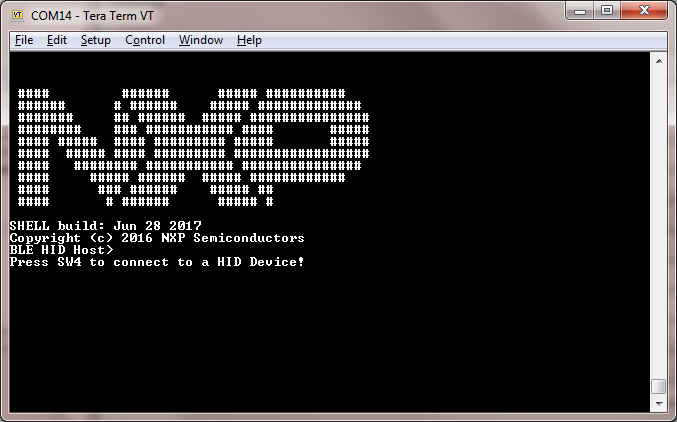 COM14 - Tera Term VT
File Edit Setup Control Window Help
NXP
SHELL build: Jun 28 2017
Copyright (c) 2016 NXP Semiconductors
BLE HID Host>
Press SW4 to connect to a HID Device!